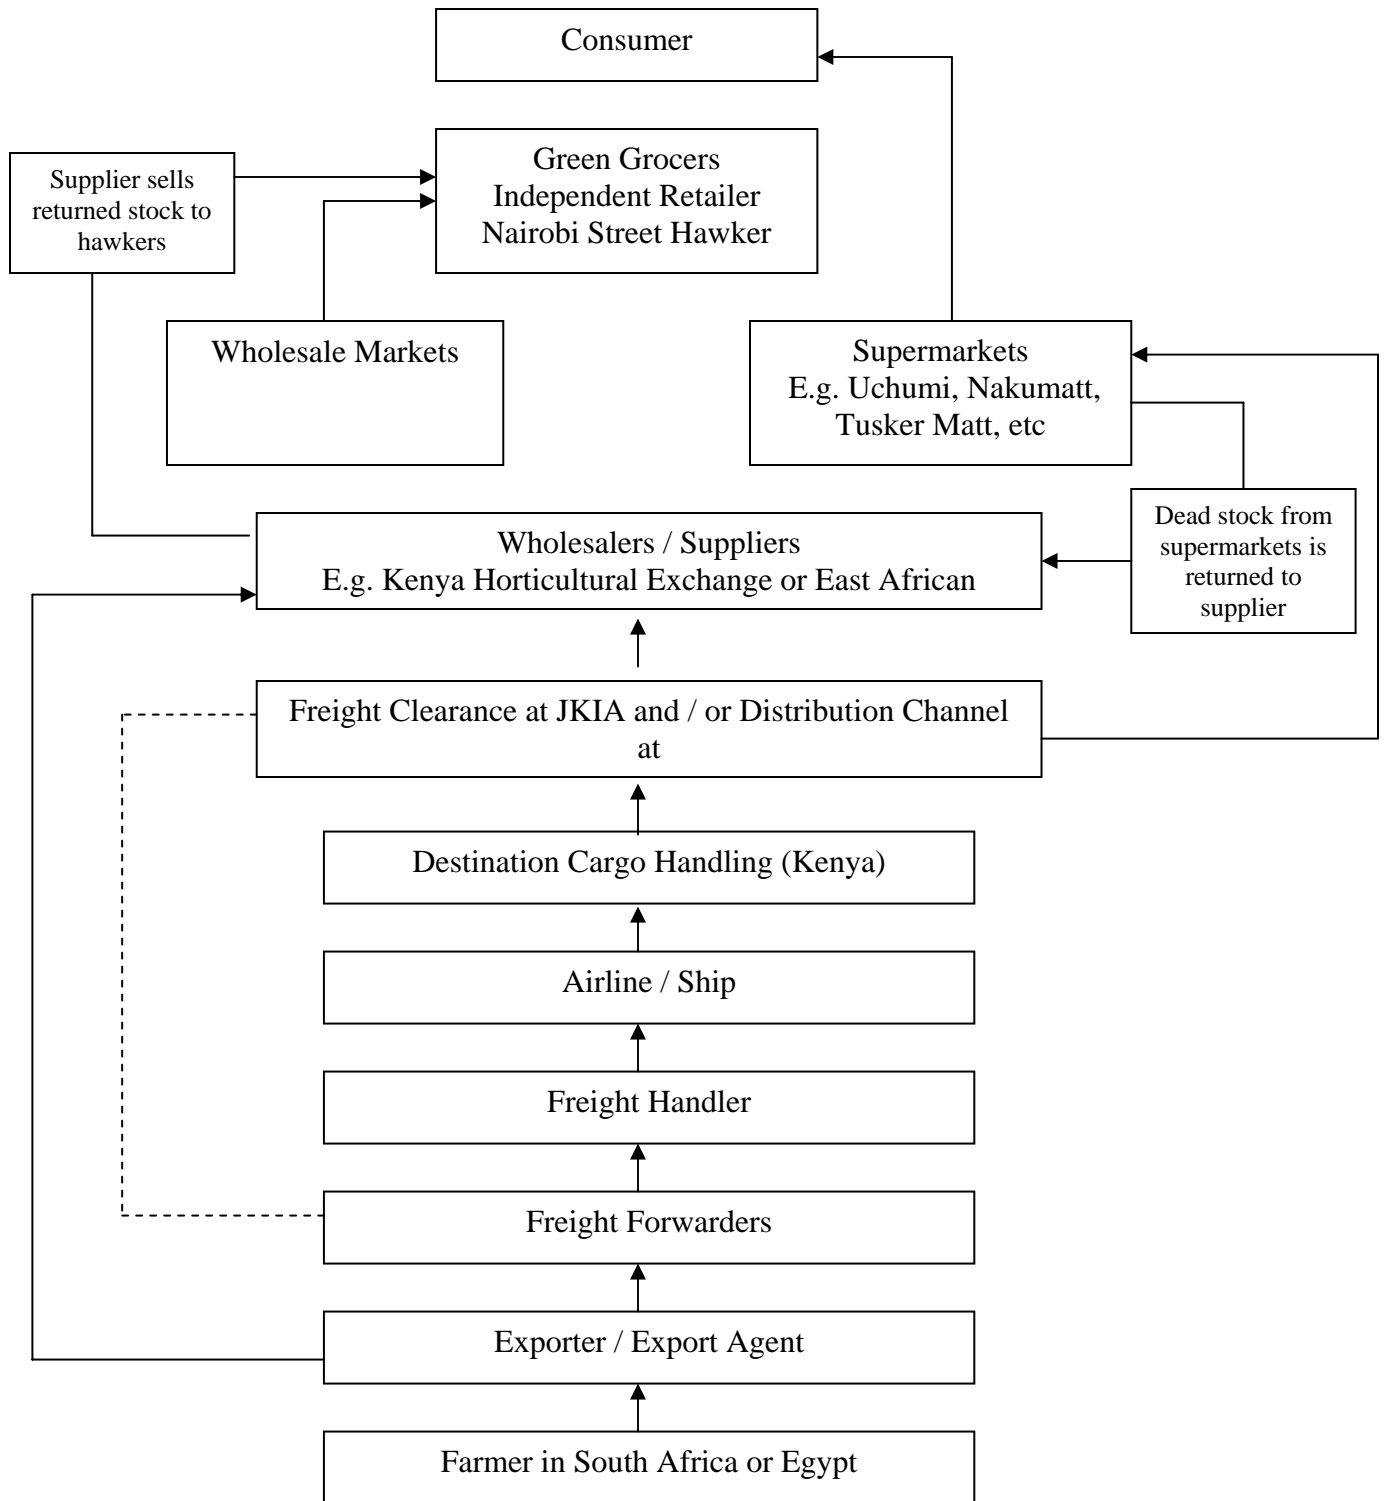 Consumer
Green Grocers
Independent Retailer
Nairobi Street Hawker
Supplier sells
returned stock to
hawkers
Wholesale Markets
Supermarkets
E.g. Uchumi, Nakumatt,
Tusker Matt, etc
Wholesalers / Suppliers
E.g. Kenya Horticultural Exchange or East African
Dead stock from
supermarkets is
returned to
supplier
Freight Clearance at JKIA and / or Distribution Channel
at
Destination Cargo Handling (Kenya)
Airline / Ship
Freight Handler
Freight Forwarders
Exporter / Export Agent
Farmer in South Africa or Egypt